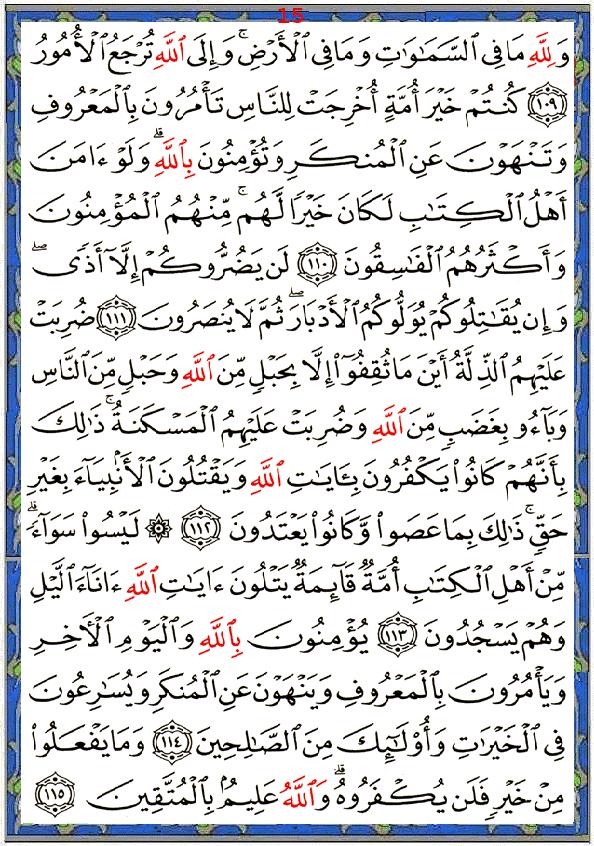 15
وَلِلَّهِ مَا فِى ٱلسَّمَٰوَٰتِ وَمَا فِى ٱلْأَرْضِ ۚ وَإِلَى ٱللَّهِ تُرْجَعُ ٱلْأُمُورُ
﴿١٠٩﴾ كُنتُمْ خَيْرَ أُمَّةٍ أُخْرِجَتْ لِلنَّاسِ تَأْمُرُونَ بِٱلْمَعْرُوفِ
وَتَنْهَوْنَ عَنِ ٱلْمُنكَرِ وَتُؤْمِنُونَ بِٱللَّهِ ۗ وَلَوْ ءَامَنَ
أَهْلُ ٱلْكِتَٰبِ لَكَانَ خَيْرًا لَّهُم ۚ مِّنْهُمُ ٱلْمُؤْمِنُونَ
وَأَكْثَرُهُمُ ٱلْفَٰسِقُونَ ﴿١١٠﴾ لَن يَضُرُّوكُمْ إِلَّآ أَذًى ۖ
وَإِن يُقَٰتِلُوكُمْ يُوَلُّوكُمُ ٱلْأَدْبَارَ ۖ ثُمَّ لَا يُنصَرُونَ ﴿١١١﴾ ضُرِبَتْ
عَلَيْهِمُ ٱلذِّلَّةُ أَيْنَ مَا ثُقِفُوٓا۟ إِلَّا بِحَبْلٍ مِّنَ ٱللَّهِ وَحَبْلٍ مِّنَ ٱلنَّاسِ
وَبَآءُو بِغَضَبٍ مِّنَ ٱللَّهِ وَضُرِبَتْ عَلَيْهِمُ ٱلْمَسْكَنَةُ ۚ ذَٰلِكَ
بِأَنَّهُمْ كَانُوا۟ يَكْفُرُونَ بِـَٔايَٰتِ ٱللَّهِ وَيَقْتُلُونَ ٱلْأَنۢبِيَآءَ بِغَيْرِ
حَقٍّ ۚ ذَٰلِكَ بِمَا عَصَوا۟ وَّكَانُوا۟ يَعْتَدُونَ ﴿١١٢﴾ ۞ لَيْسُوا۟ سَوَآءً ۗ
مِّنْ أَهْلِ ٱلْكِتَٰبِ أُمَّةٌ قَآئِمَةٌ يَتْلُونَ ءَايَٰتِ ٱللَّهِ ءَانَآءَ ٱلَّيْلِ
وَهُمْ يَسْجُدُونَ ﴿١١٣﴾ يُؤْمِنُونَ بِٱللَّهِ وَٱلْيَوْمِ ٱلْءَاخِرِ
وَيَأْمُرُونَ بِٱلْمَعْرُوفِ وَيَنْهَوْنَ عَنِ ٱلْمُنكَرِ وَيُسَٰرِعُونَ
فِى ٱلْخَيْرَٰتِ وَأُو۟لَٰٓئِكَ مِنَ ٱلصَّٰلِحِينَ ﴿١١٤﴾ وَمَا يَفْعَلُوا۟
مِنْ خَيْرٍ فَلَن يُكْفَرُوهُ ۗ وَٱللَّهُ عَلِيمٌۢ بِٱلْمُتَّقِينَ ﴿١١٥﴾